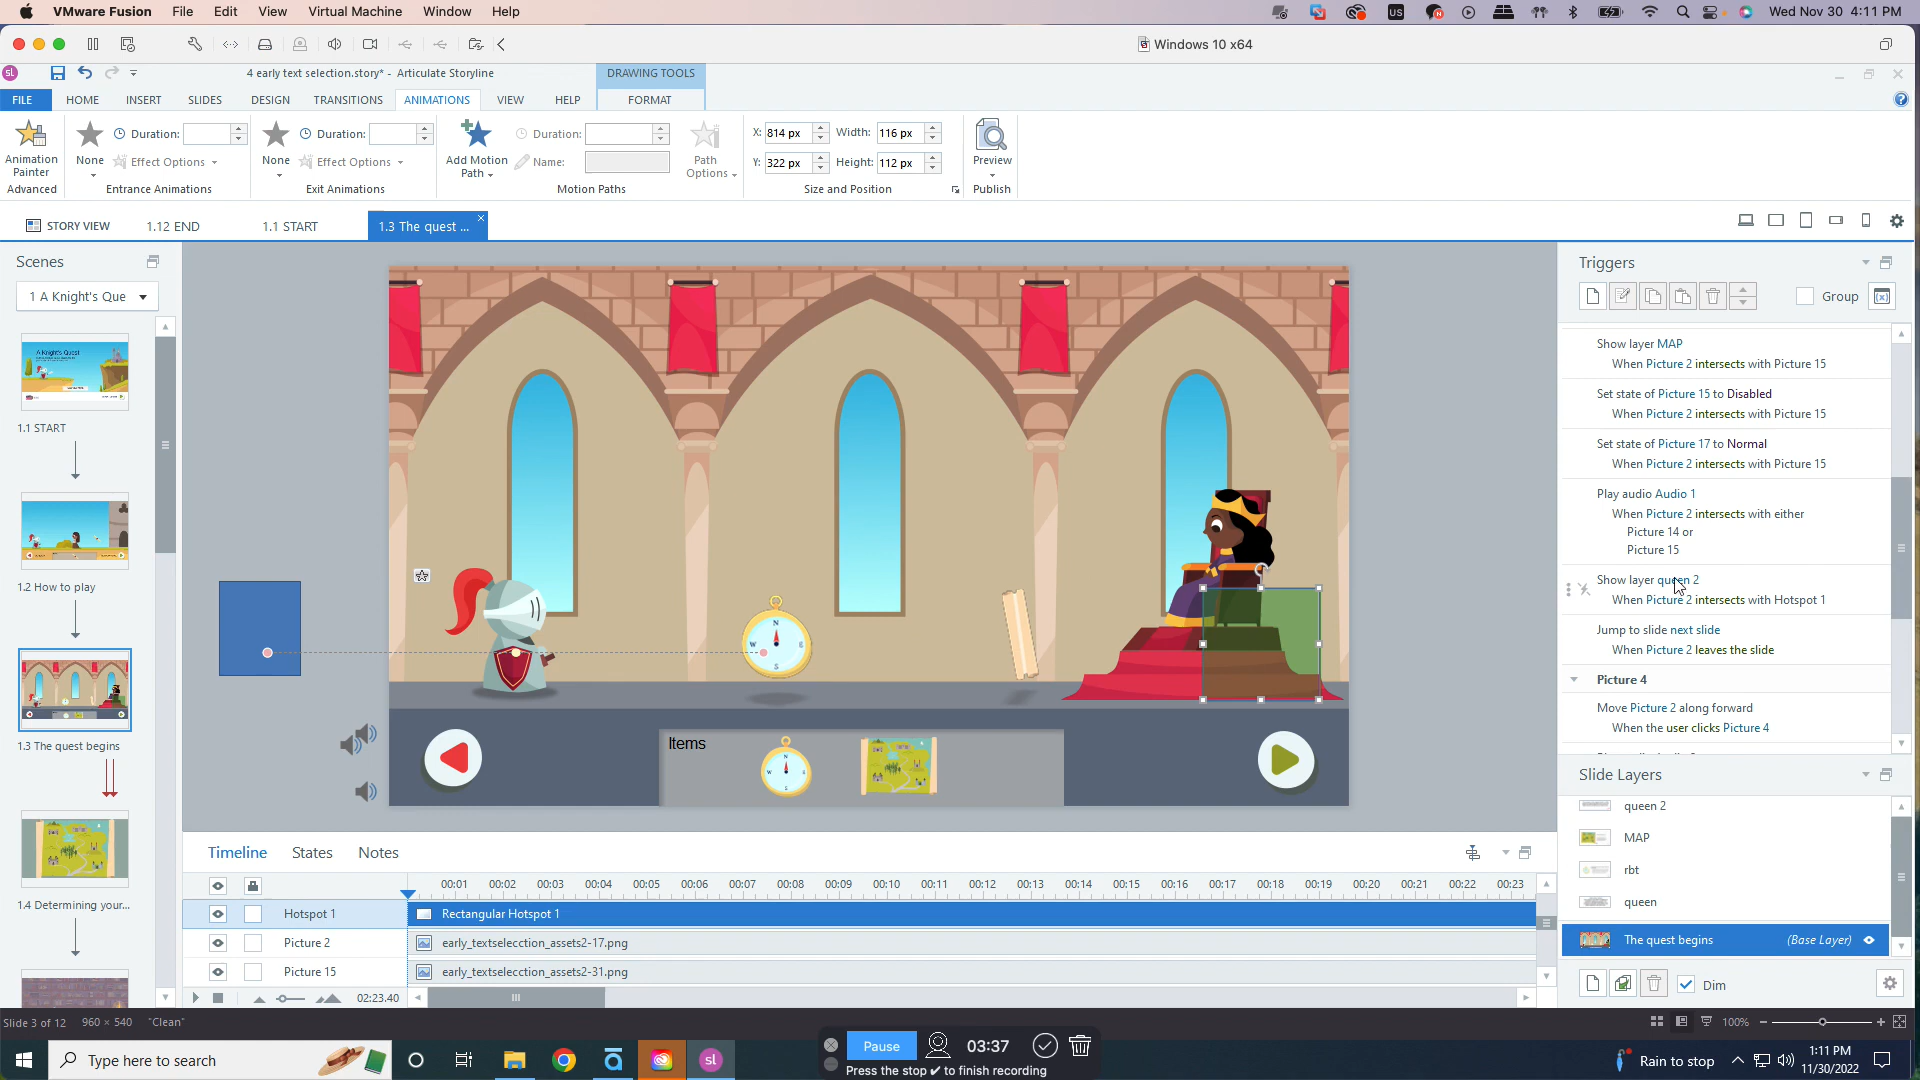 VMware Fusion File Edit View Virtual Machine Window Help
US
Wed Nov 30 4:11 PM
Windows 10 x64
sl
4 early text selection.story* - Articulate Storyline
DRAWING TOOLS
FILE HOME INSERT SLIDES DESIGN TRANSITIONS ANIMATIONS VIEW HELP FORMAT
Animation Painter
Advanced
None
Duration:
Effect Options
Entrance Animations
None
Duration:
Effect Options
Exit Animations
Add Motion Path
Duration:
Name:
Path Options
Motion Paths
X: 814 px Width: 116 px
Y: 322 px Height: 112 px
Size and Position
Preview
Publish
STORY VIEW 1.12 END 1.1 START 1.3 The quest ...
Scenes
1 A Knight's Que
A Knight's Quest
1.1 START
1.2 How to play
1.3 The quest begins
1.4 Determining your...
N
W
S
Items
N
W
S
Triggers
Group
(x)
Show layer MAP
When Picture 2 intersects with Picture 15
Set state of Picture 15 to Disabled
When Picture 2 intersects with Picture 15
Set state of Picture 17 to Normal
When Picture 2 intersects with Picture 15
Play audio Audio 1
When Picture 2 intersects with either
Picture 14 or
Picture 15
Show layer queen 2
When Picture 2 intersects with Hotspot 1
Jump to slide next slide
When Picture 2 leaves the slide
Picture 4
Move Picture 2 along forward
When the user clicks Picture 4
Slide Layers
queen 2
MAP
rbt
queen
The quest begins (Base Layer)
Dim
Timeline States Notes
00:01 00:02 00:03 00:04 00:05 00:06 00:07 00:08 00:09 00:10 00:11 00:12 00:13 00:14 00:15 00:16 00:17 00:18 00:19 00:20 00:21 00:22 00:23
Hotspot 1 Rectangular Hotspot 1
Picture 2 early_textselecction_assets2-17.png
Picture 15 early_textselecction_assets2-31.png
02:23.40
Slide 3 of 12 960 × 540 "Clean"
100%
Type here to search
sl
Pause 03:37
Press the stop ✔ to finish recording
Rain to stop
1:11 PM
11/30/2022